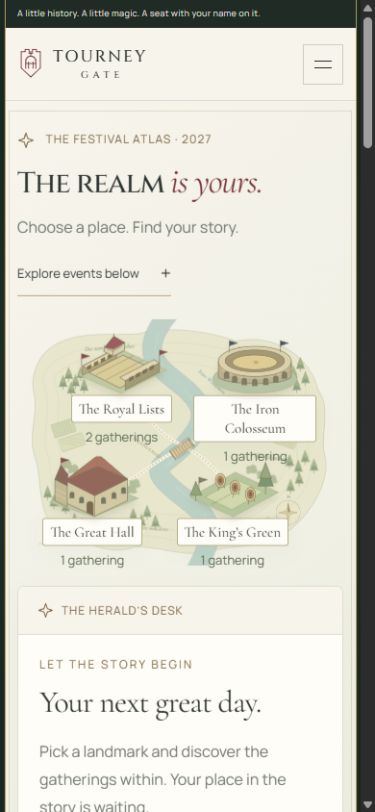 A little history. A little magic. A seat with your name on it.
TOURNEY
GATE
THE FESTIVAL ATLAS · 2027
THE REALM is yours.
Choose a place. Find your story.
Explore events below +
The Royal Lists
2 gatherings
The Iron
Colosseum
1 gathering
The Great Hall
1 gathering
The King's Green
1 gathering
THE HERALD'S DESK
LET THE STORY BEGIN
Your next great day.
Pick a landmark and discover the
gatherings within. Your place in the
story is waiting.